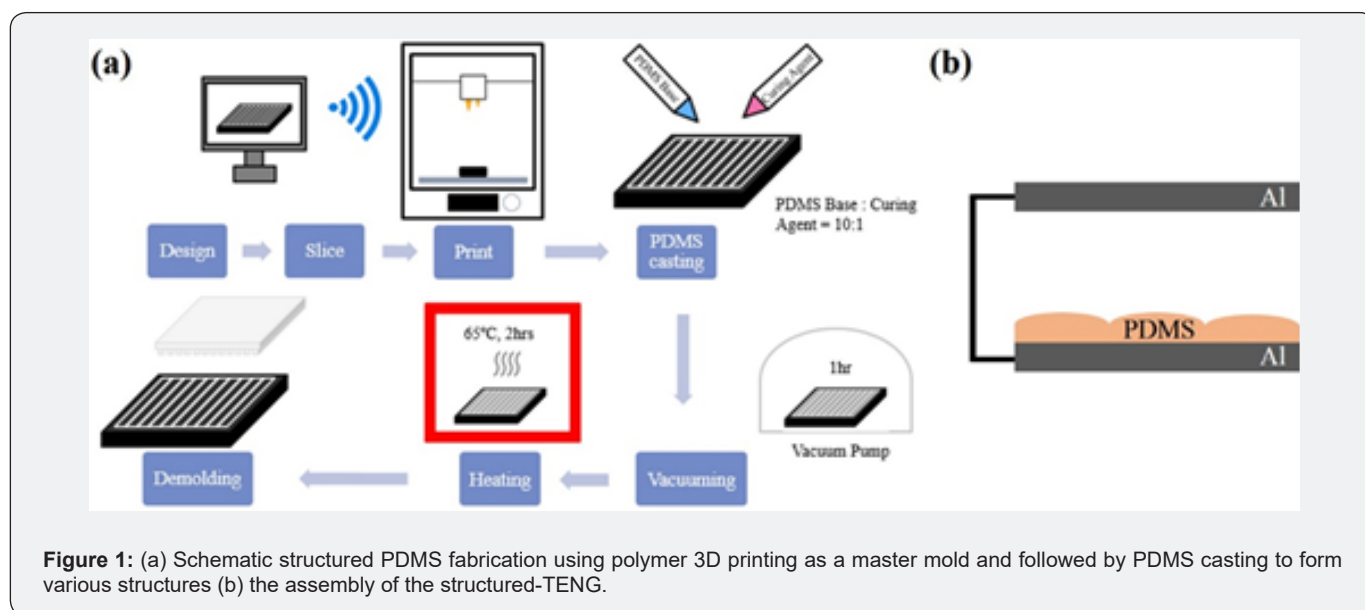 (a)
(b)
PDMS Base
Curing Agent
PDMS Base : Curing
Agent = 10:1
Design
Slice
Print
PDMS
casting
Al
PDMS
Al
65°C, 2hrs
1hr
Vacuum Pump
Demolding
Heating
Vacuuming
Figure 1: (a) Schematic structured PDMS fabrication using polymer 3D printing as a master mold and followed by PDMS casting to form
various structures (b) the assembly of the structured-TENG.